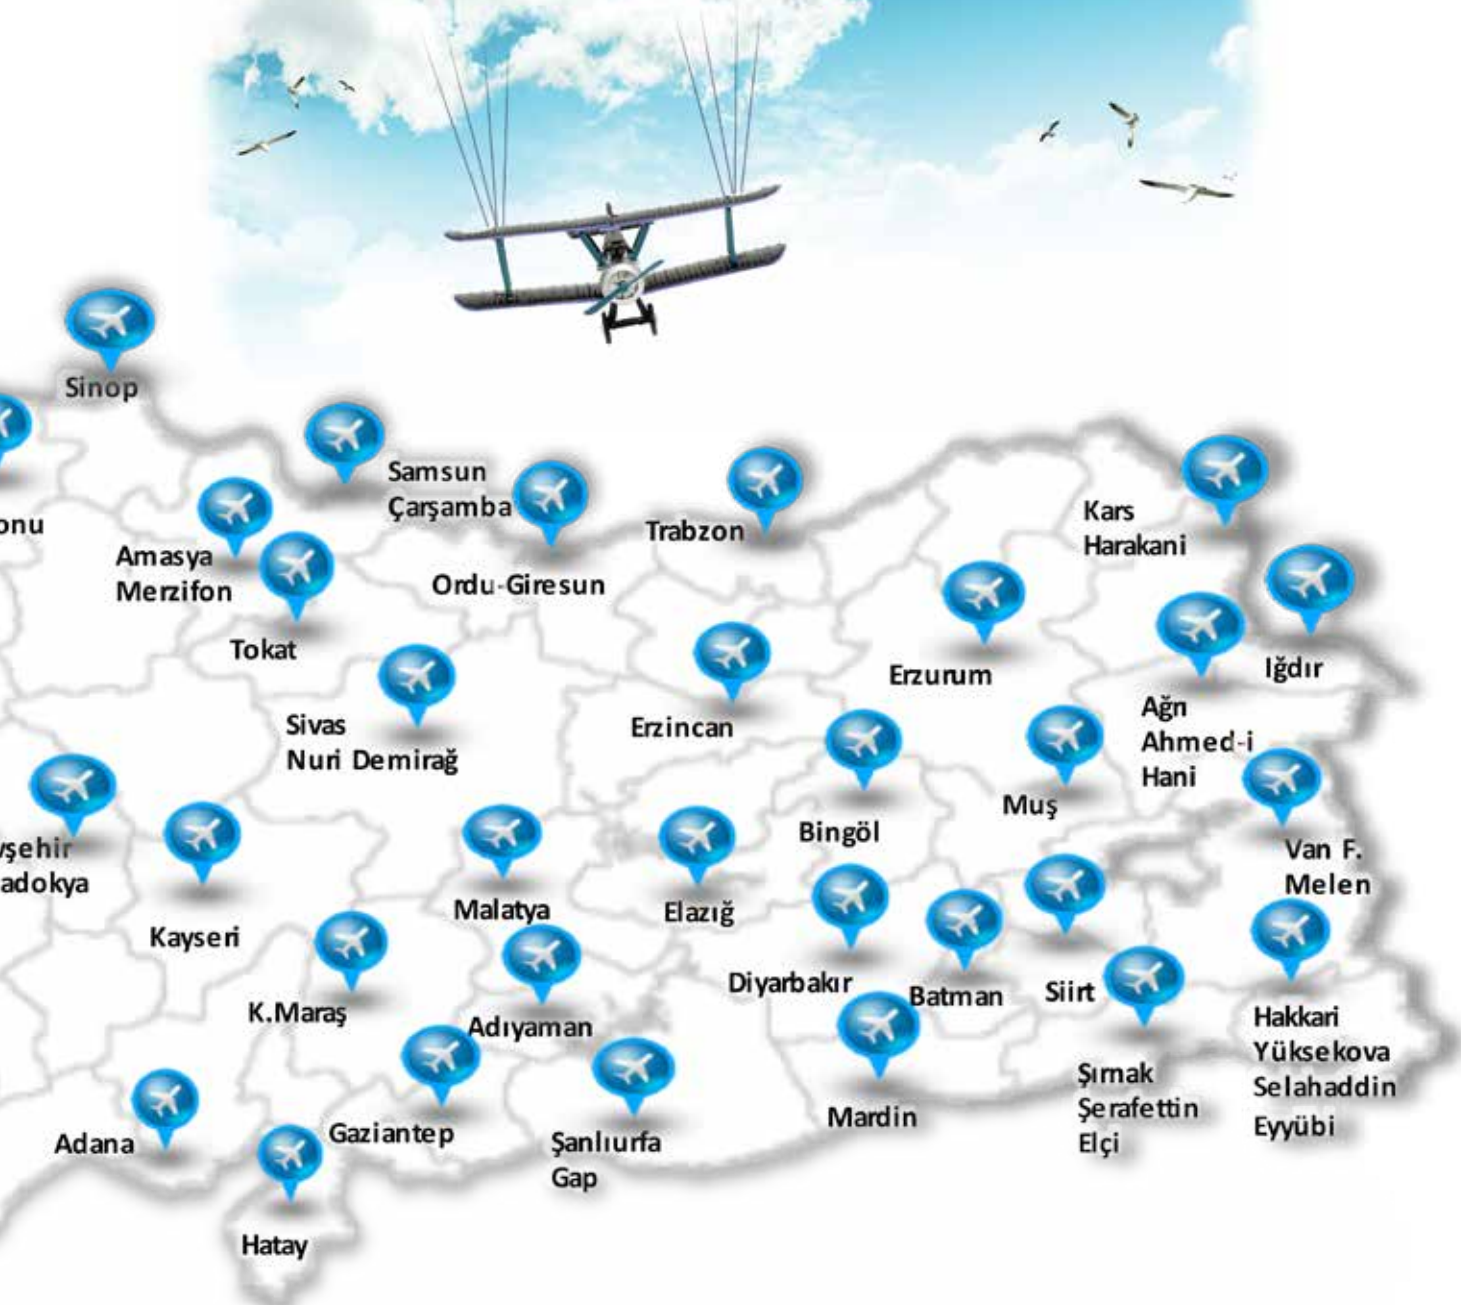 Sinop
Samsun
Çarşamba
onu
Amasya
Merzifon
Ordu-Giresun
Trabzon
Kars
Harakani
Tokat
Erzurum
Iğdır
Sivas
Nuri Demirağ
Erzincan
Ağrı
Ahmed-i
Hani
Muş
Bingöl
vşehir
adokya
Van F.
Melen
Kayseri
Malatya
Elazığ
Diyarbakır
Batman
Siirt
K.Maraş
Adıyaman
Hakkari
Yüksekova
Selahaddin
Eyyübi
Şırnak
Şerafettin
Elçi
Mardin
Adana
Gaziantep
Şanlıurfa
Gap
Hatay